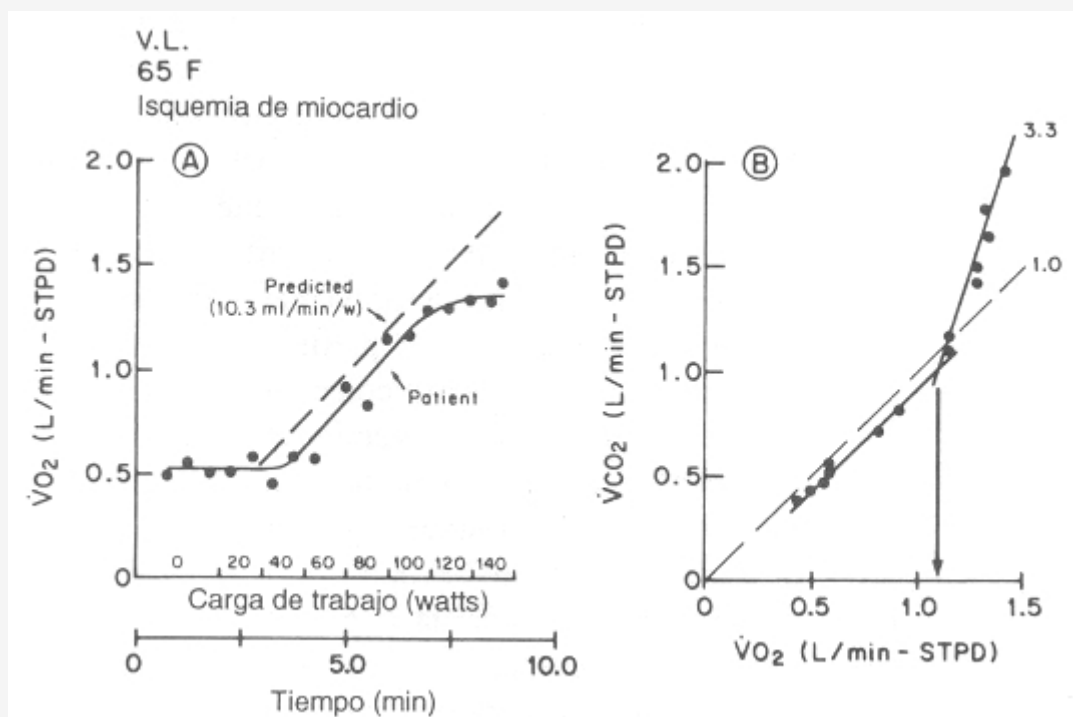 V.L.
65 F
Isquemia de miocardio
A
2.0
1.5
1.0
0.5
0
V̇O₂ (L/min - STPD)
Predicted
(10.3 ml/min/w)
Patient
0 20 40 60 80 100 120 140
Carga de trabajo (watts)
0 5.0 10.0
Tiempo (min)
B
3.3
1.0
2.0
1.5
1.0
0.5
0
V̇CO₂ (L/min - STPD)
0 0.5 1.0 1.5
V̇O₂ (L/min - STPD)